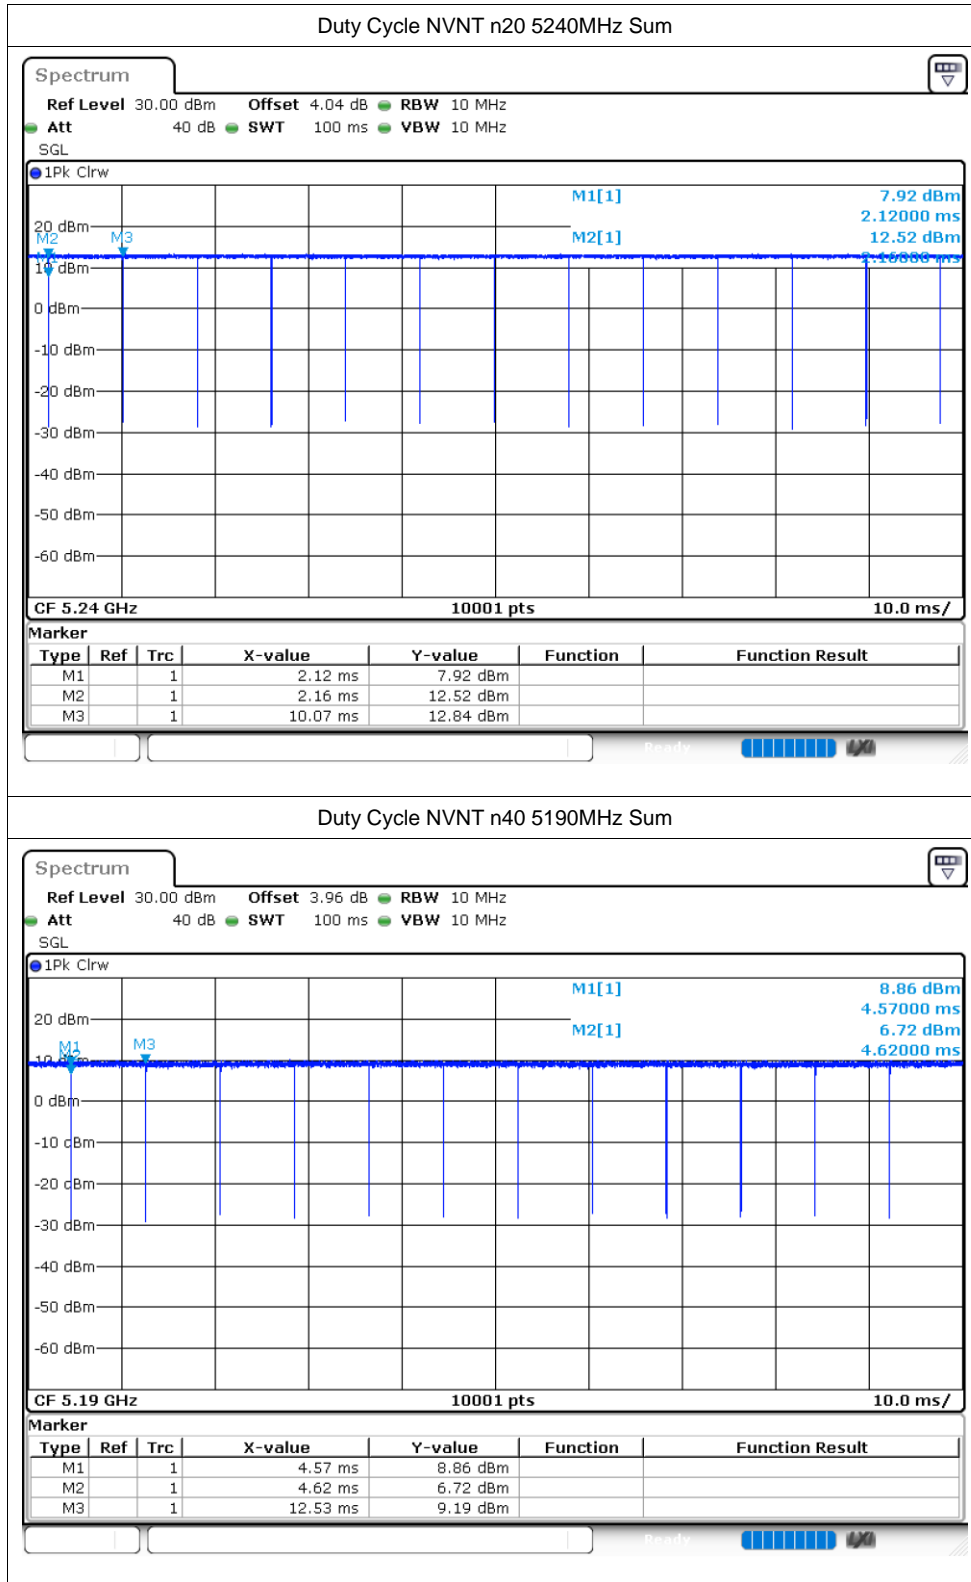 Duty Cycle NVNT n20 5240MHz Sum
Spectrum
Ref Level 30.00 dBm Offset 4.04 dB RBW 10 MHz
Att 40 dB SWT 100 ms VBW 10 MHz
SGL
1Pk Clrw
M1[1] 7.92 dBm
2.12000 ms
20 dBm
M2 M3 M2[1] 12.52 dBm
M1 2.16000 ms
10 dBm
0 dBm
-10 dBm
-20 dBm
-30 dBm
-40 dBm
-50 dBm
-60 dBm
CF 5.24 GHz 10001 pts 10.0 ms/
Marker
Type Ref Trc X-value Y-value Function Function Result
M1 1 2.12 ms 7.92 dBm
M2 1 2.16 ms 12.52 dBm
M3 1 10.07 ms 12.84 dBm
Ready LXI
Duty Cycle NVNT n40 5190MHz Sum
Spectrum
Ref Level 30.00 dBm Offset 3.96 dB RBW 10 MHz
Att 40 dB SWT 100 ms VBW 10 MHz
SGL
1Pk Clrw
M1[1] 8.86 dBm
4.57000 ms
20 dBm
M2[1] 6.72 dBm
M1 M3 4.62000 ms
M2
10 dBm
0 dBm
-10 dBm
-20 dBm
-30 dBm
-40 dBm
-50 dBm
-60 dBm
CF 5.19 GHz 10001 pts 10.0 ms/
Marker
Type Ref Trc X-value Y-value Function Function Result
M1 1 4.57 ms 8.86 dBm
M2 1 4.62 ms 6.72 dBm
M3 1 12.53 ms 9.19 dBm
Ready LXI